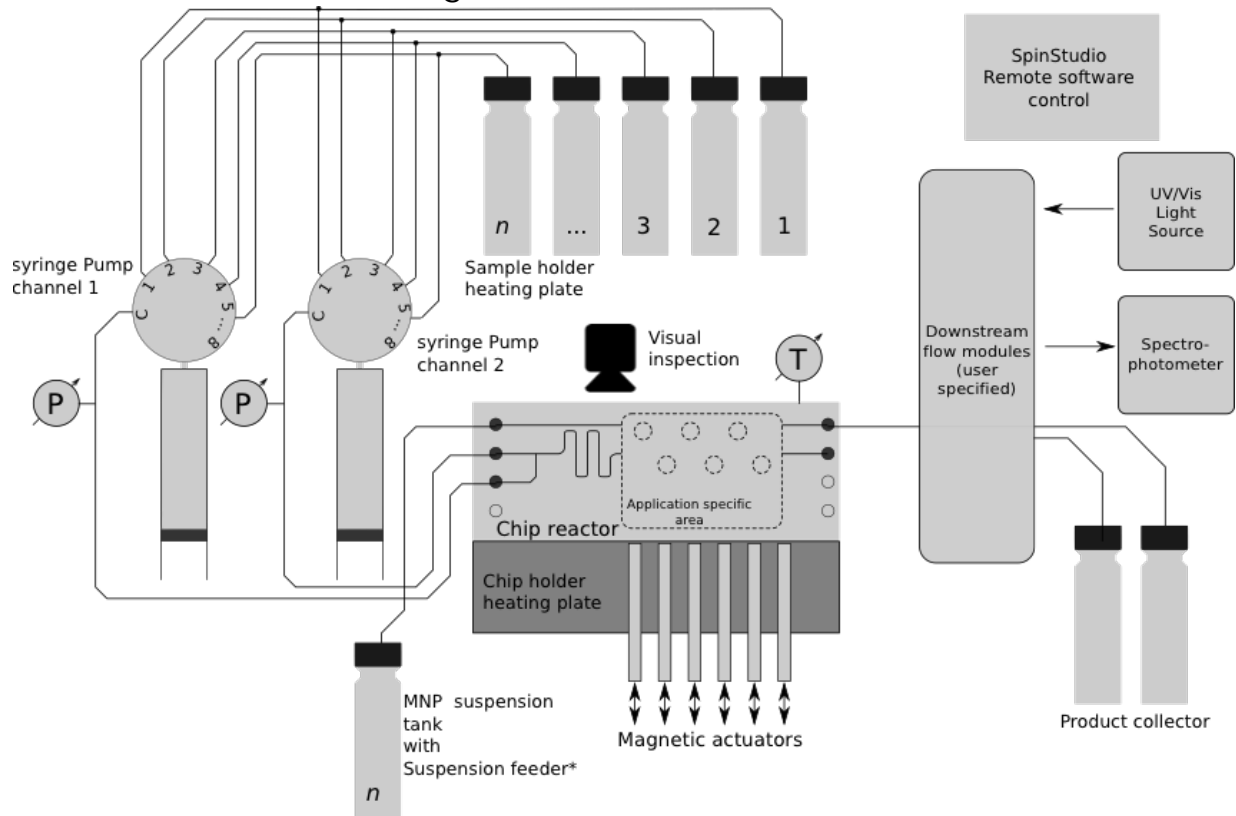 SpinStudio
Remote software
control
UV/Vis
Light
Source
n
...
3
2
1
syringe Pump
channel 1
C
1
2
3
4
5
...
8
C
1
2
3
4
5
...
8
Sample holder
heating plate
syringe Pump
channel 2
Visual
inspection
Downstream
flow modules
(user
specified)
Spectro-
photometer
P
P
T
Application specific
area
Chip reactor
Chip holder
heating plate
MNP suspension
tank
with
Suspension feeder*
n
Magnetic actuators
Product collector